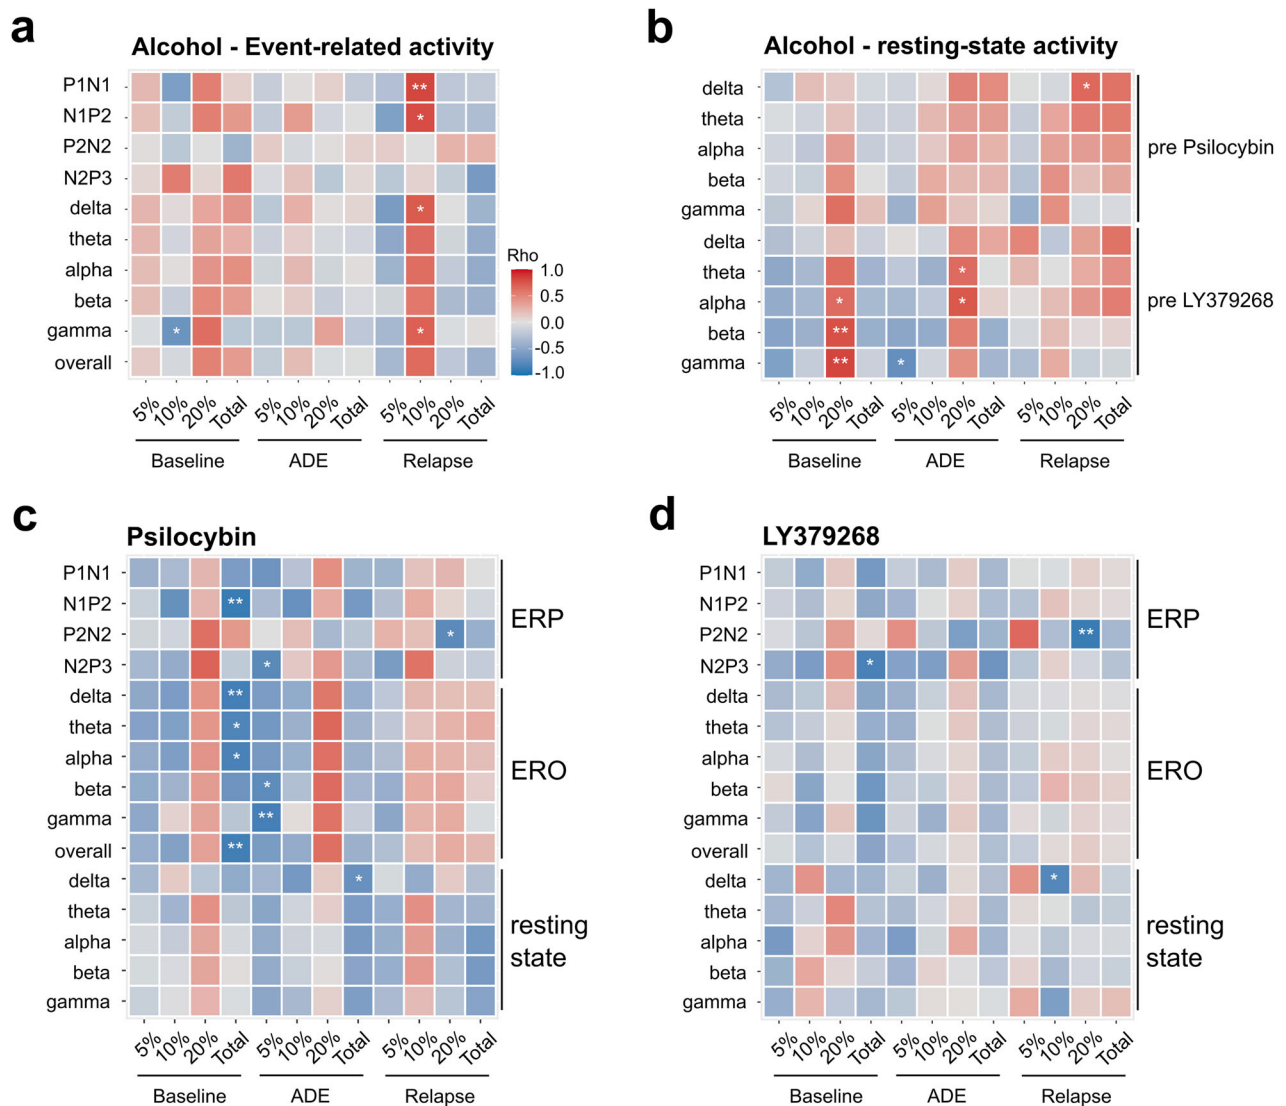 a
Alcohol - Event-related activity
P1N1
**
N1P2
*
P2N2
N2P3
delta
*
theta
alpha
beta
gamma
*
*
overall
5% 10% 20% Total 5% 10% 20% Total 5% 10% 20% Total
Baseline ADE Relapse
Rho
1.0
0.5
0.0
-0.5
-1.0
b
Alcohol - resting-state activity
delta
*
theta
alpha
beta
gamma
pre Psilocybin
delta
theta
*
alpha
* *
beta
**
gamma
** *
pre LY379268
5% 10% 20% Total 5% 10% 20% Total 5% 10% 20% Total
Baseline ADE Relapse
c
Psilocybin
P1N1
N1P2
**
P2N2
*
N2P3
*
ERP
delta
**
theta
*
alpha
*
beta
*
gamma
**
overall
**
ERO
delta
*
theta
alpha
beta
gamma
resting
state
5% 10% 20% Total 5% 10% 20% Total 5% 10% 20% Total
Baseline ADE Relapse
d
LY379268
P1N1
N1P2
P2N2
**
N2P3
*
ERP
delta
theta
alpha
beta
gamma
overall
ERO
delta
*
theta
alpha
beta
gamma
resting
state
5% 10% 20% Total 5% 10% 20% Total 5% 10% 20% Total
Baseline ADE Relapse